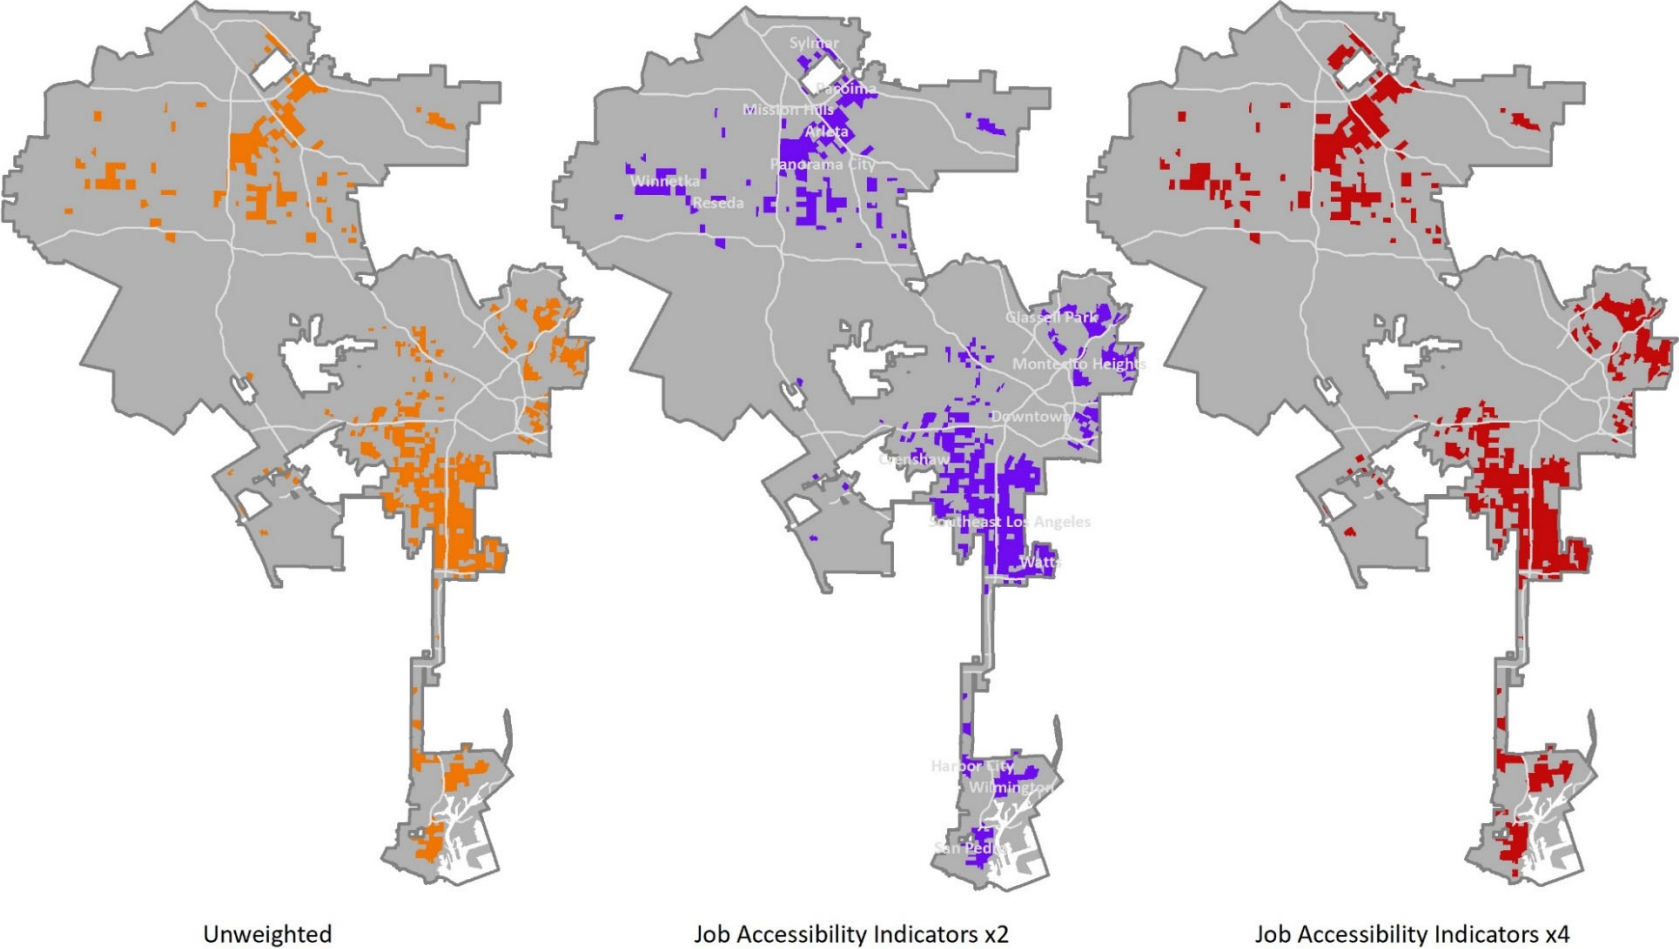 Sylmar
Pacoima
Mission Hills
Arleta
Panorama City
Winnetka
Reseda
Glassell Park
Montecito Heights
Downtown
Crenshaw
Southeast Los Angeles
Watts
Harbor City
Wilmington
San Pedro
Unweighted
Job Accessibility Indicators x2
Job Accessibility Indicators x4